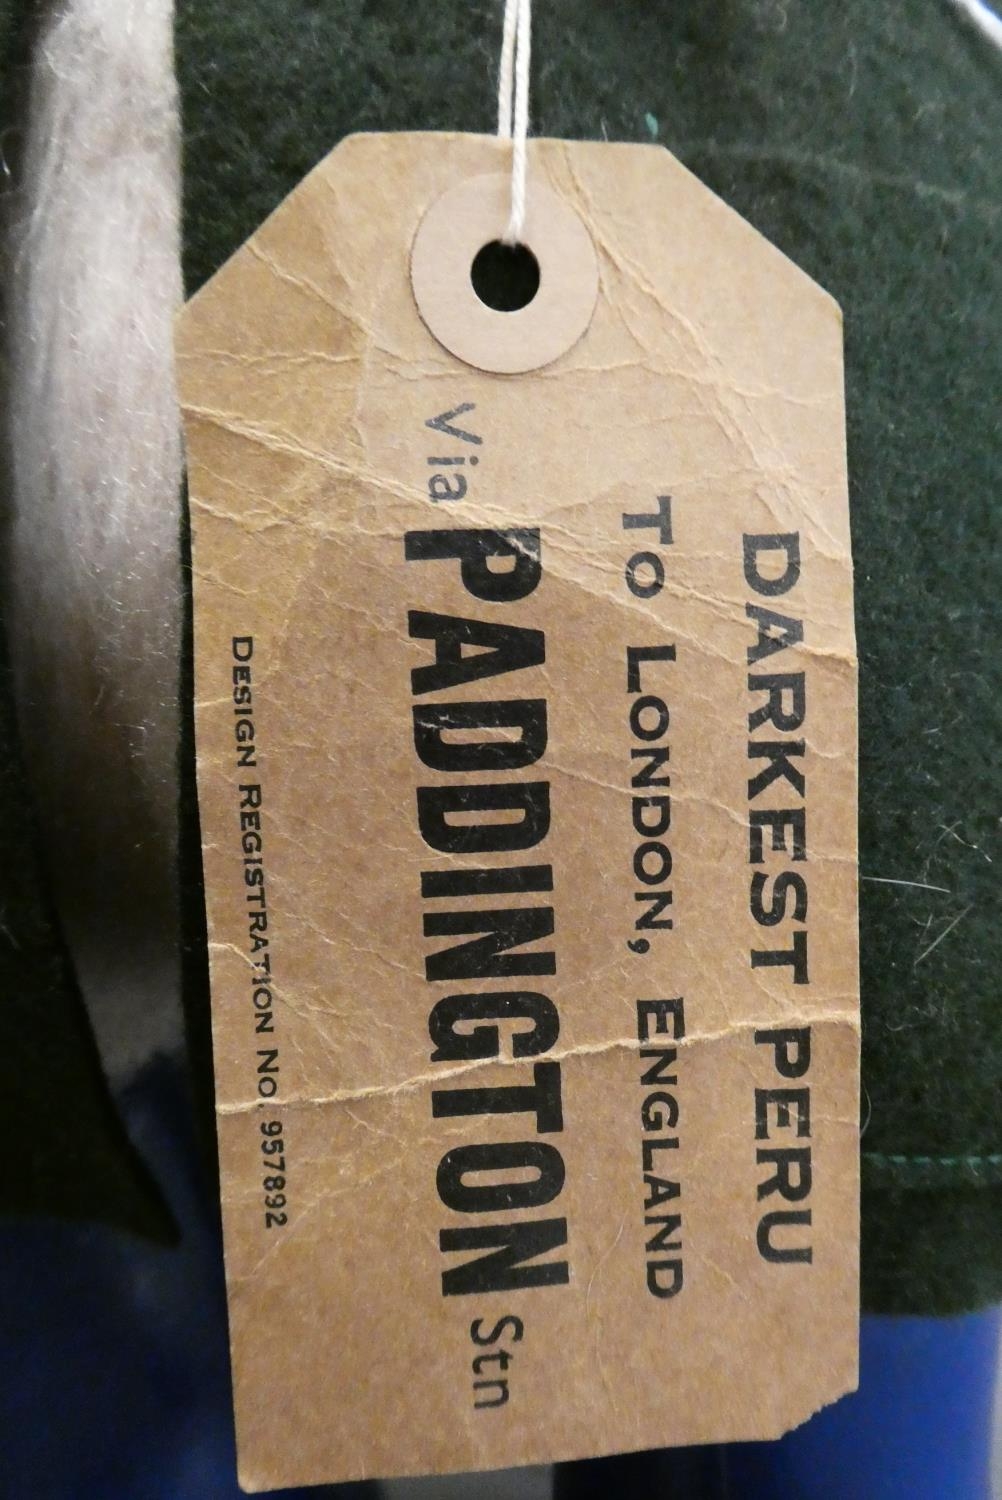 DARKEST PERU
TO LONDON, ENGLAND
Via PADDINGTON Stn
DESIGN REGISTRATION NO. 957892